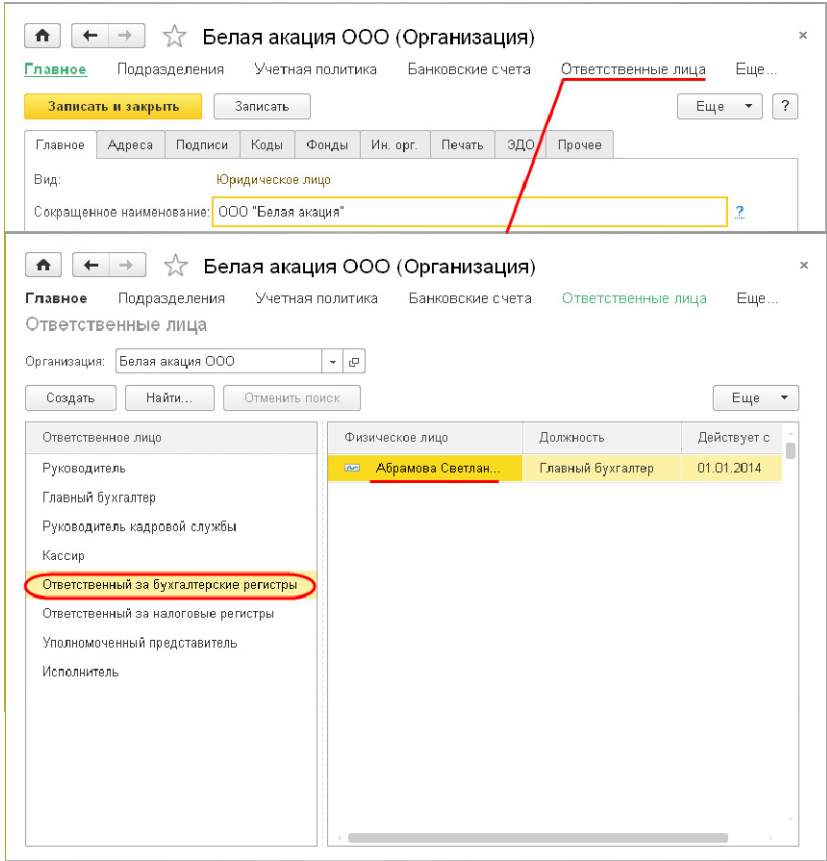 Белая акация ООО (Организация)
Главное Подразделения Учетная политика Банковские счета Ответственные лица Еще...
Записать и закрыть Записать Еще ?
Главное Адреса Подписи Коды Фонды Ин. орг. Печать ЭДО Прочее
Вид: Юридическое лицо
Сокращенное наименование: ООО "Белая акация" ?
Белая акация ООО (Организация)
Главное Подразделения Учетная политика Банковские счета Ответственные лица Еще...
Ответственные лица
Организация: Белая акация ООО
Создать Найти... Отменить поиск Еще
Ответственное лицо Физическое лицо Должность Действует с
Руководитель Абрамова Светлан... Главный бухгалтер 01.01.2014
Главный бухгалтер
Руководитель кадровой службы
Кассир
Ответственный за бухгалтерские регистры
Ответственный за налоговые регистры
Уполномоченный представитель
Исполнитель